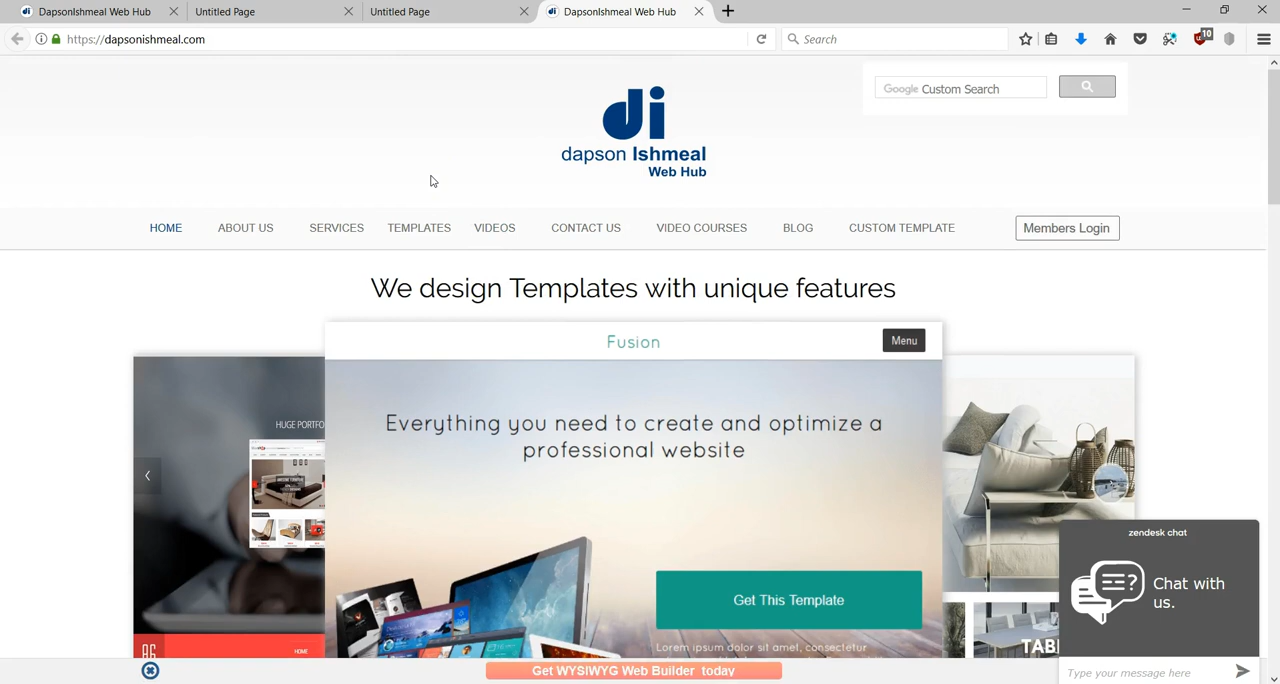 DapsonIshmeal Web Hub
Untitled Page
Untitled Page
DapsonIshmeal Web Hub
https://dapsonishmeal.com
Search
10
Google Custom Search
di
dapson Ishmeal
Web Hub
HOME ABOUT US SERVICES TEMPLATES VIDEOS CONTACT US VIDEO COURSES BLOG CUSTOM TEMPLATE Members Login
We design Templates with unique features
Fusion
Menu
Everything you need to create and optimize a
professional website
HUGE PORTFO
Get This Template
Lorem ipsum dolor sit amet, consectetur
HOME
TABL
zendesk chat
Chat with
us.
Type your message here
Get WYSIWYG Web Builder today